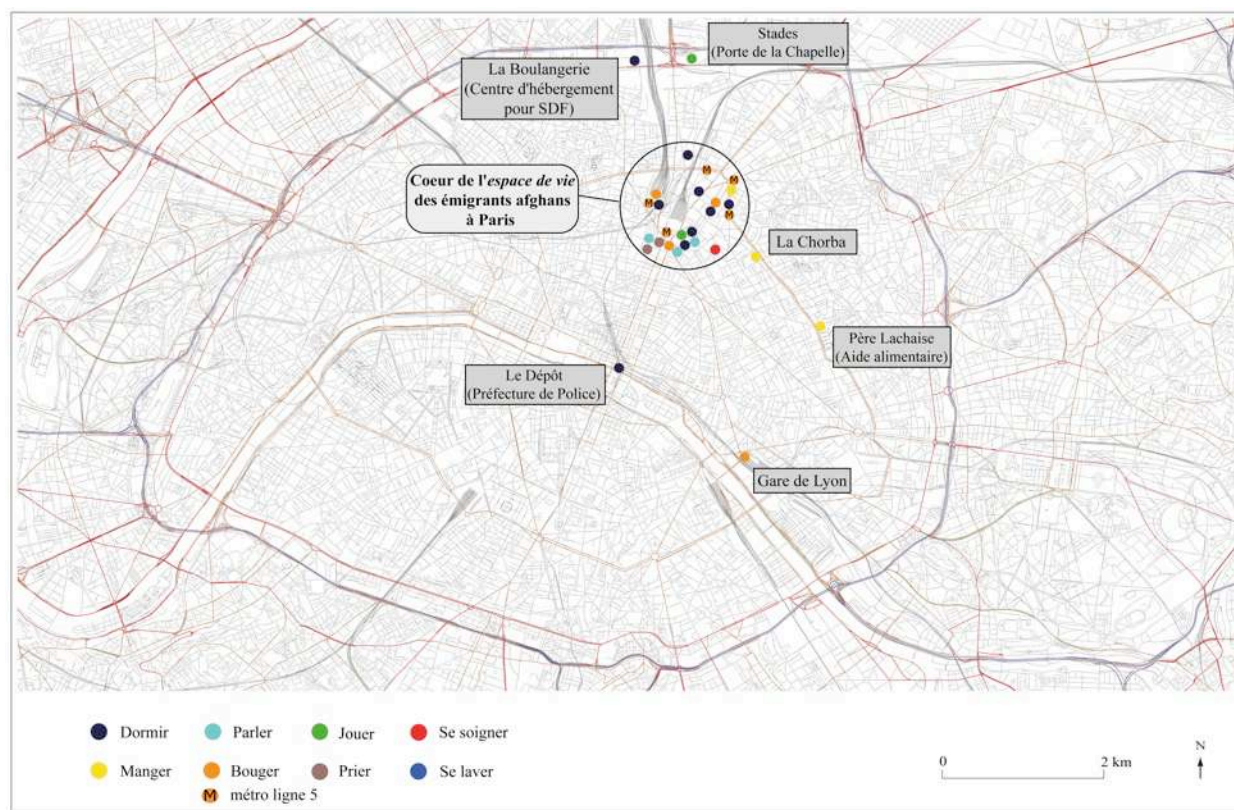 Stades
(Porte de la Chapelle)
La Boulangerie
(Centre d'hébergement
pour SDF)
Coeur de l'espace de vie
des émigrants afghans
à Paris
M
M
M
M
M
La Chorba
Père Lachaise
(Aide alimentaire)
Le Dépôt
(Préfecture de Police)
Gare de Lyon
Dormir
Parler
Jouer
Se soigner
Manger
Bouger
Prier
Se laver
M métro ligne 5
0
2 km
N